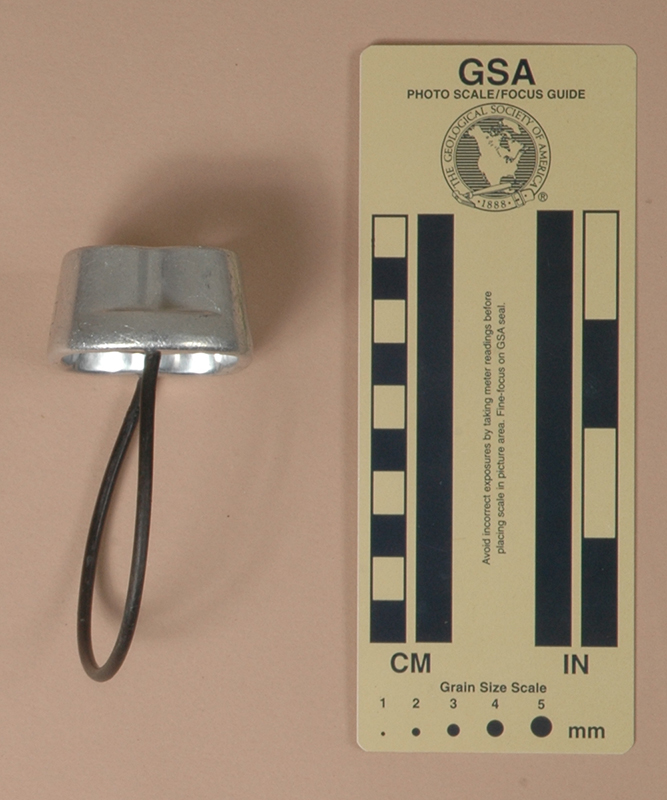 GSA
PHOTO SCALE/FOCUS GUIDE
THE GEOLOGICAL SOCIETY OF AMERICA
·1888·
®
Avoid incorrect exposures by taking meter readings before
placing scale in picture area. Fine-focus on GSA seal.
CM
IN
Grain Size Scale
1 2 3 4 5
mm